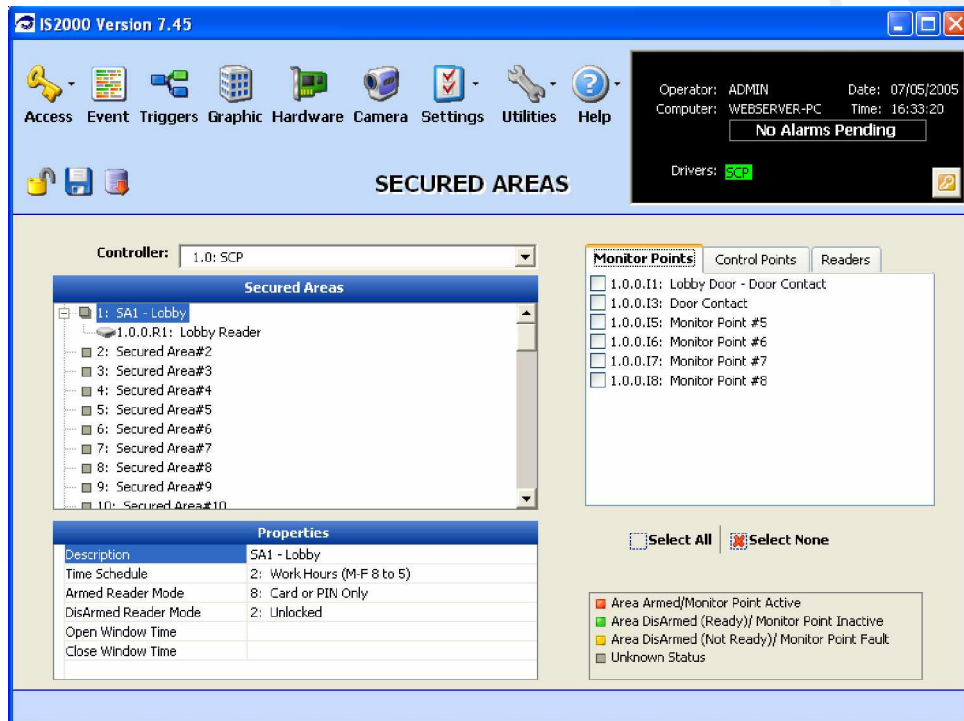 IS2000 Version 7.45
Access Event Triggers Graphic Hardware Camera Settings Utilities Help
Operator: ADMIN Date: 07/05/2005
Computer: WEBSERVER-PC Time: 16:33:20
No Alarms Pending
Drivers: SCP
SECURED AREAS
Controller: 1.0: SCP
Secured Areas
1: SA1 - Lobby
1.0.0.R1: Lobby Reader
2: Secured Area#2
3: Secured Area#3
4: Secured Area#4
5: Secured Area#5
6: Secured Area#6
7: Secured Area#7
8: Secured Area#8
9: Secured Area#9
10: Secured Area#10
Monitor Points Control Points Readers
1.0.0.I1: Lobby Door - Door Contact
1.0.0.I3: Door Contact
1.0.0.I5: Monitor Point #5
1.0.0.I6: Monitor Point #6
1.0.0.I7: Monitor Point #7
1.0.0.I8: Monitor Point #8
Select All Select None
Properties
Description SA1 - Lobby
Time Schedule 2: Work Hours (M-F 8 to 5)
Armed Reader Mode 8: Card or PIN Only
DisArmed Reader Mode 2: Unlocked
Open Window Time
Close Window Time
Area Armed/Monitor Point Active
Area DisArmed (Ready)/ Monitor Point Inactive
Area DisArmed (Not Ready)/ Monitor Point Fault
Unknown Status